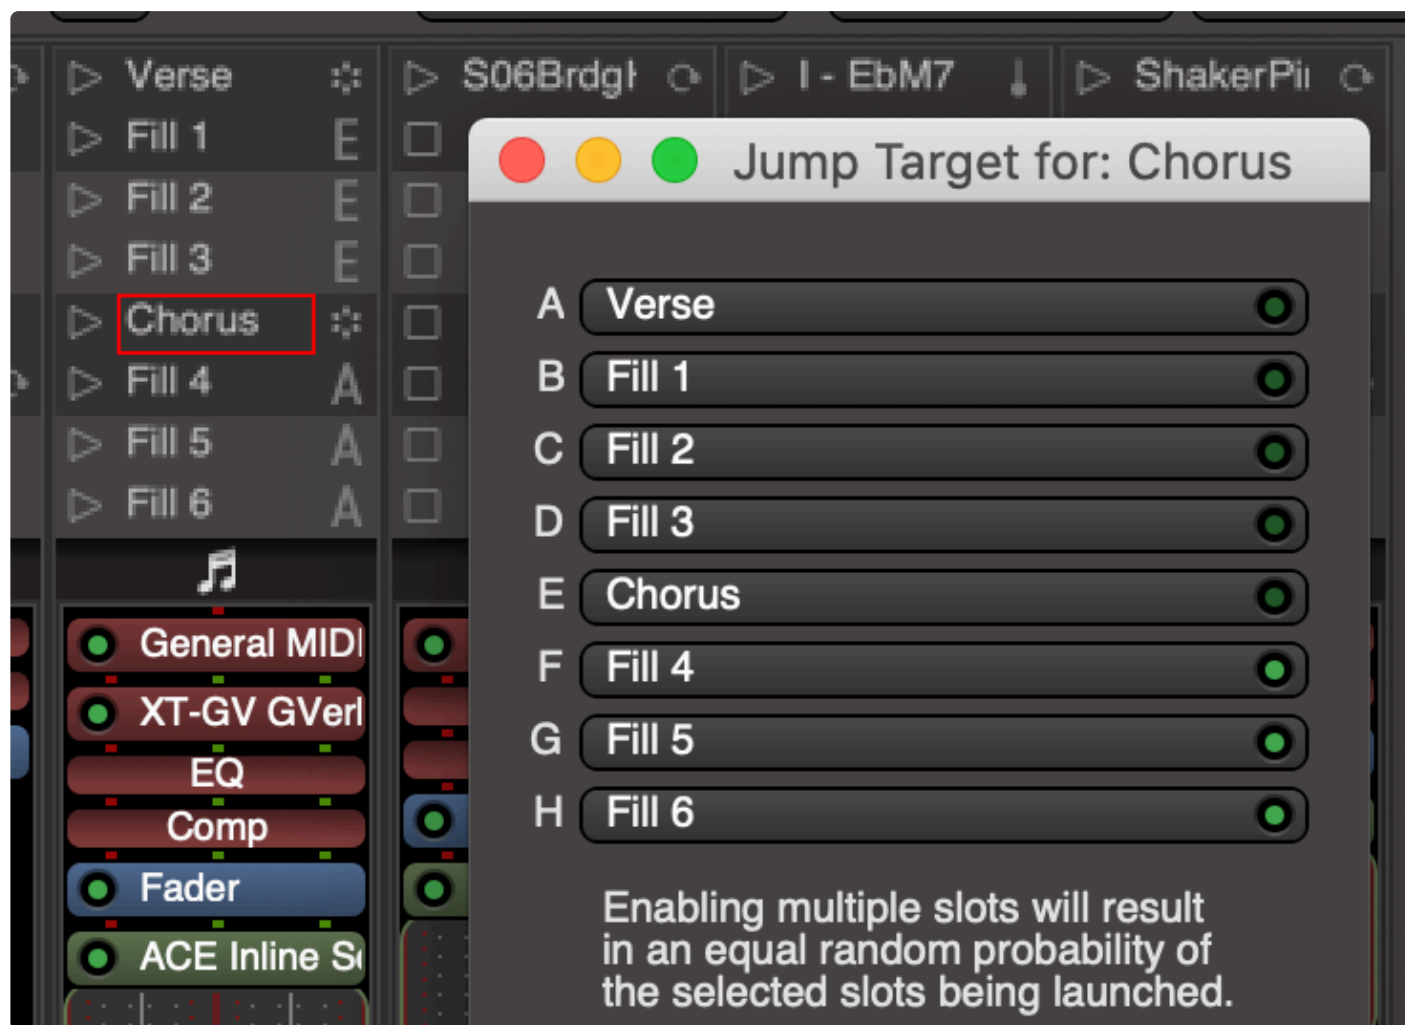 Verse
S06Brdg
I - EbM7
ShakerPi
Fill 1
E
Fill 2
E
Fill 3
E
Chorus
Fill 4
A
Fill 5
A
Fill 6
A
General MIDI
XT-GV GVer
EQ
Comp
Fader
ACE Inline S
Jump Target for: Chorus
A Verse
B Fill 1
C Fill 2
D Fill 3
E Chorus
F Fill 4
G Fill 5
H Fill 6
Enabling multiple slots will result
in an equal random probability of
the selected slots being launched.